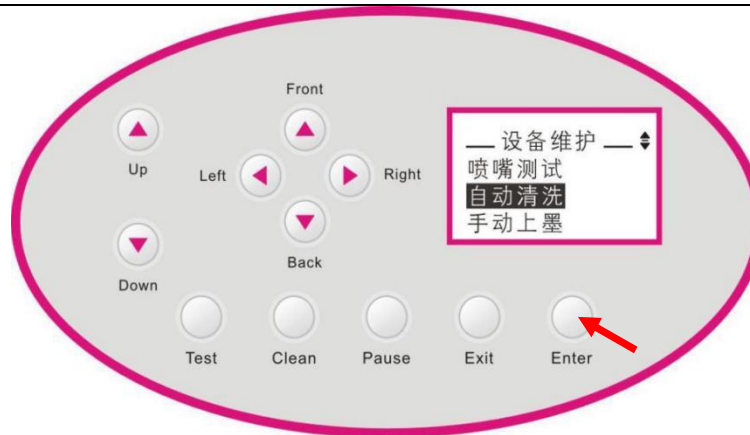 Front
Up
Left
Right
Back
Down
Test Clean Pause Exit Enter
设备维护
喷嘴测试
自动清洗
手动上墨